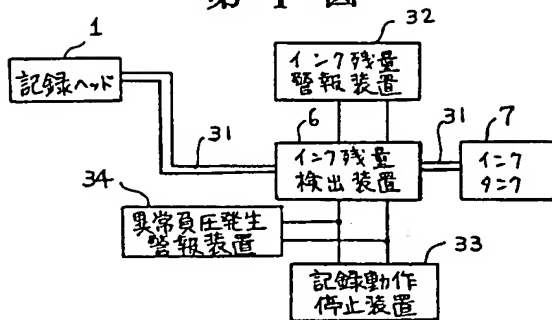 第 1 図
1
32
記録ヘッド
インク残量
警報装置
31
6
31
7
インク残量
検出装置
インク
タンク
34
異常負圧発生
警報装置
33
記録動作
停止装置